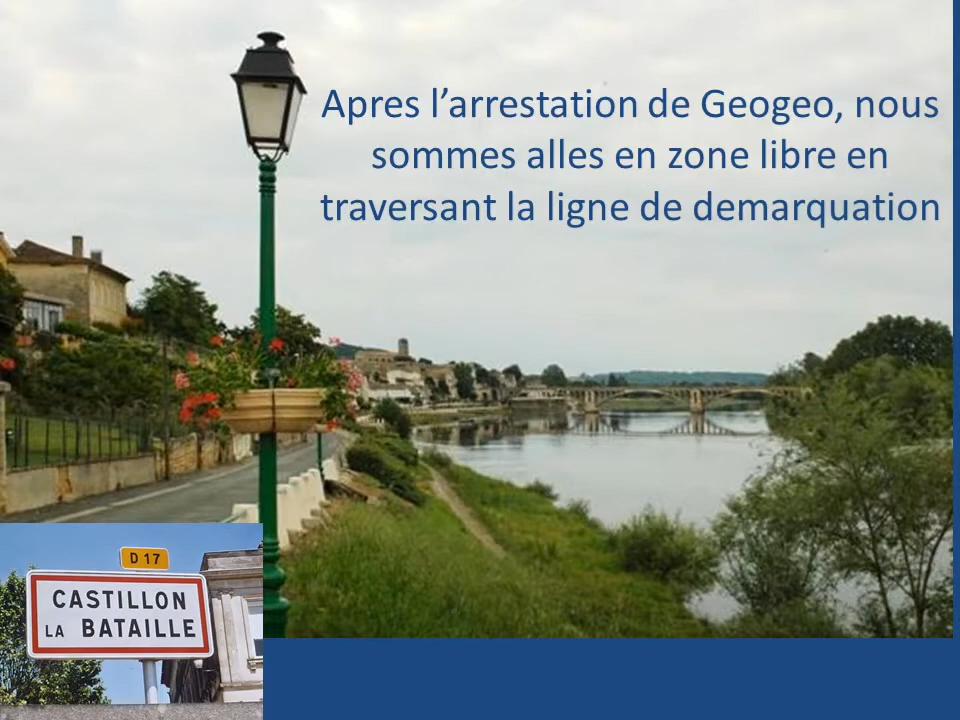 Apres l’arrestation de Geogeo, nous
sommes alles en zone libre en
traversant la ligne de demarquation
D 17
CASTILLON
LA BATAILLE